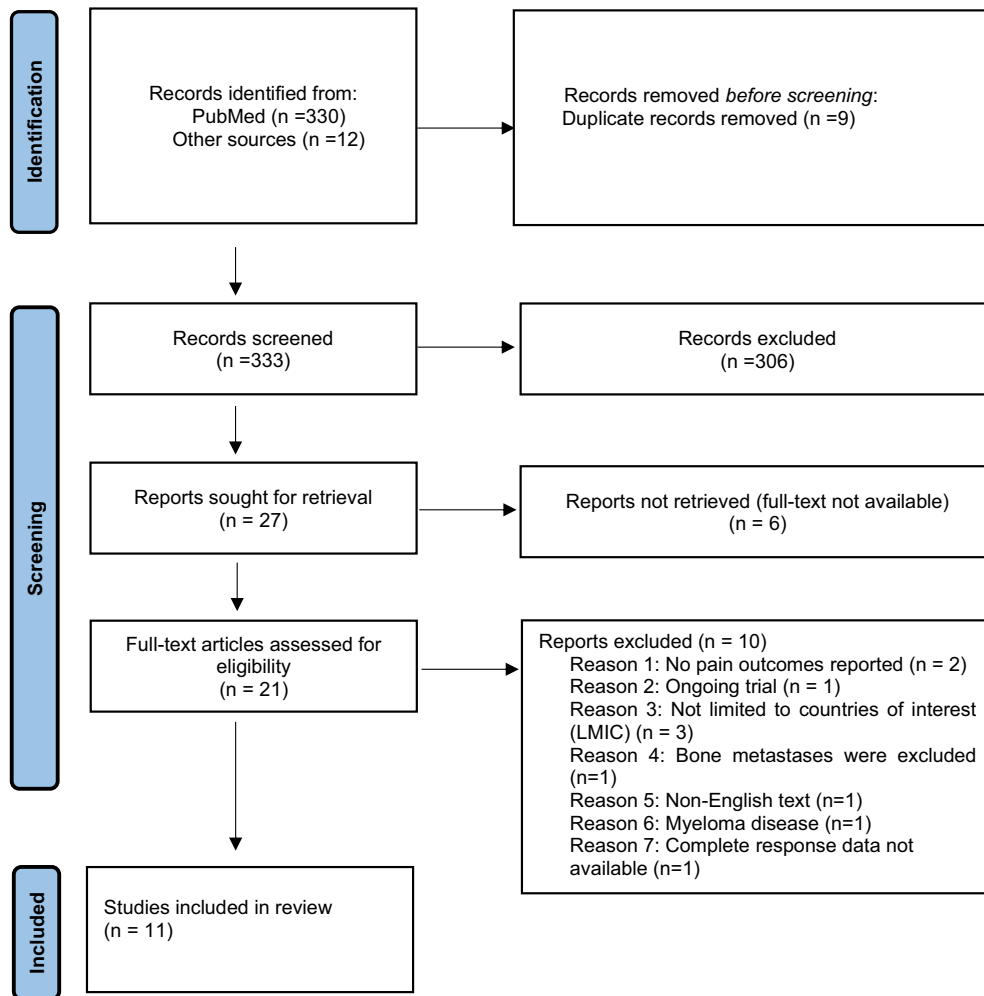 Identification
Records identified from:
PubMed (n =330)
Other sources (n =12)
Records removed before screening:
Duplicate records removed (n =9)
Screening
Records screened
(n =333)
Records excluded
(n =306)
Reports sought for retrieval
(n = 27)
Reports not retrieved (full-text not available)
(n = 6)
Full-text articles assessed for
eligibility
(n = 21)
Reports excluded (n = 10)
Reason 1: No pain outcomes reported (n = 2)
Reason 2: Ongoing trial (n = 1)
Reason 3: Not limited to countries of interest
(LMIC) (n = 3)
Reason 4: Bone metastases were excluded
(n=1)
Reason 5: Non-English text (n=1)
Reason 6: Myeloma disease (n=1)
Reason 7: Complete response data not
available (n=1)
Included
Studies included in review
(n = 11)